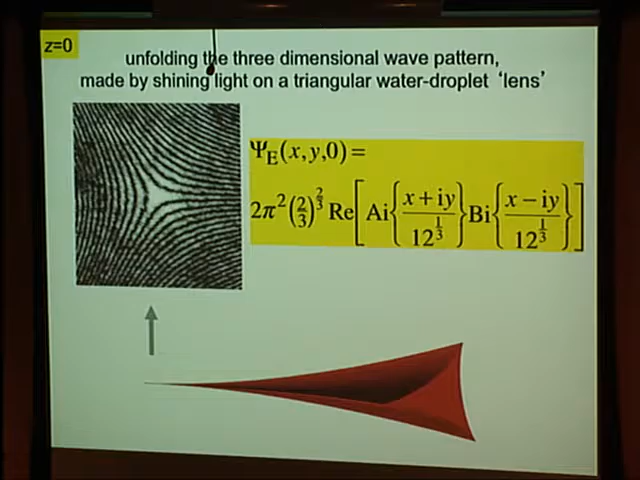 z=0
unfolding the three dimensional wave pattern,
made by shining light on a triangular water-droplet ‘lens’
Ψ_E(x,y,0) =
2π²(2/3)^{2/3} Re[Ai{(x+iy)/12^{1/3}}Bi{(x−iy)/12^{1/3}}]